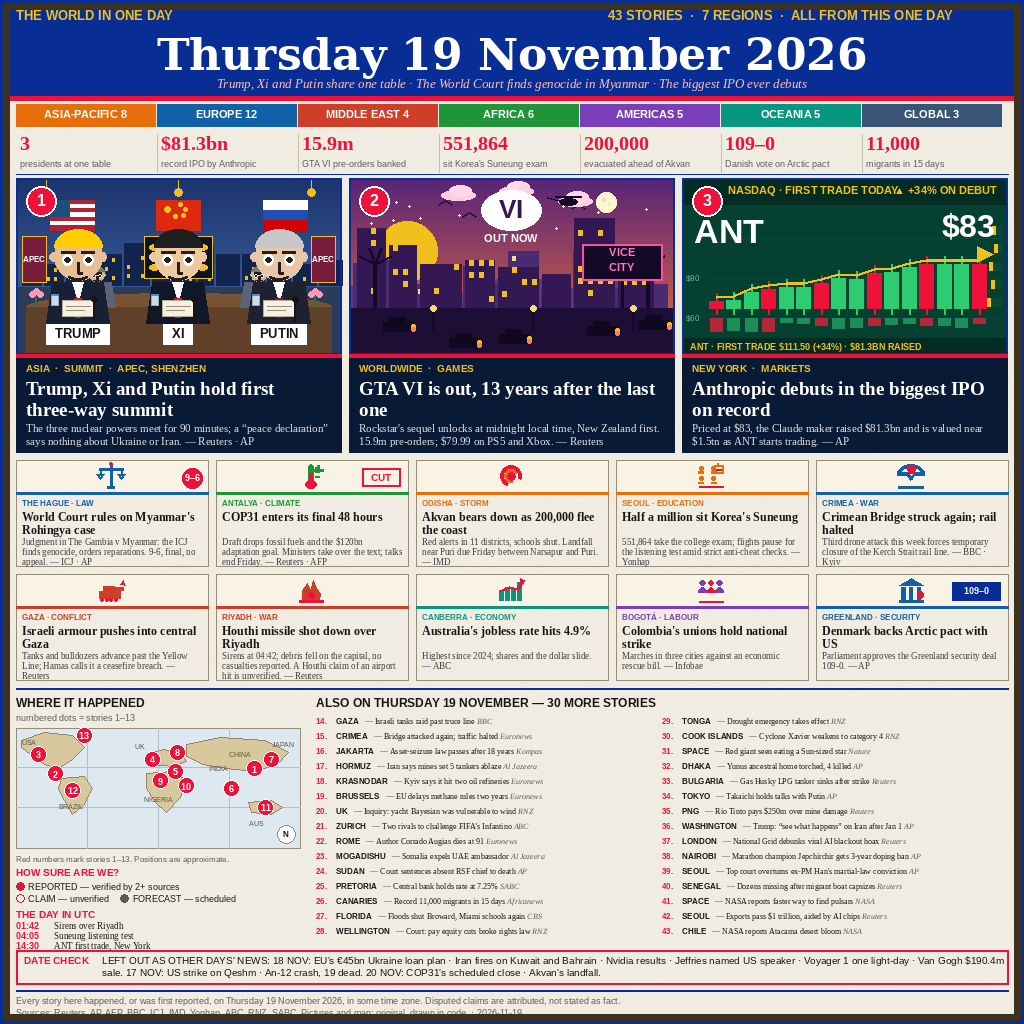 THE WORLD IN ONE DAY
43 STORIES · 7 REGIONS · ALL FROM THIS ONE DAY
Thursday 19 November 2026
Trump, Xi and Putin share one table · The World Court finds genocide in Myanmar · The biggest IPO ever debuts
ASIA-PACIFIC 8
EUROPE 12
MIDDLE EAST 4
AFRICA 6
AMERICAS 5
OCEANIA 5
GLOBAL 3
3
presidents at one table
$81.3bn
record IPO by Anthropic
15.9m
GTA VI pre-orders banked
551,864
sit Korea's Suneung exam
200,000
evacuated ahead of Akvan
109–0
Danish vote on Arctic pact
11,000
migrants in 15 days
1
APEC
APEC
TRUMP
XI
PUTIN
ASIA · SUMMIT · APEC, SHENZHEN
Trump, Xi and Putin hold first
three-way summit
The three nuclear powers meet for 90 minutes; a “peace declaration”
says nothing about Ukraine or Iran. — Reuters · AP
2
VI
OUT NOW
VICE
CITY
WORLDWIDE · GAMES
GTA VI is out, 13 years after the last
one
Rockstar's sequel unlocks at midnight local time, New Zealand first.
15.9m pre-orders; $79.99 on PS5 and Xbox. — Reuters
3
NASDAQ · FIRST TRADE TODAY
▲ +34% ON DEBUT
ANT
$83
$80
$60
ANT · FIRST TRADE $111.50 (+34%) · $81.3BN RAISED
NEW YORK · MARKETS
Anthropic debuts in the biggest IPO
on record
Priced at $83, the Claude maker raised $81.3bn and is valued near
$1.5tn as ANT starts trading. — AP
9–6
THE HAGUE · LAW
World Court rules on Myanmar's
Rohingya case
Judgment in The Gambia v Myanmar: the ICJ
finds genocide, orders reparations. 9-6, final, no
appeal. — ICJ · AP
CUT
ANTALYA · CLIMATE
COP31 enters its final 48 hours
Draft drops fossil fuels and the $120bn
adaptation goal. Ministers take over the text; talks
end Friday. — Reuters · AFP
ODISHA · STORM
Akvan bears down as 200,000 flee
the coast
Red alerts in 11 districts, schools shut. Landfall
near Puri due Friday between Narsapur and Puri.
— IMD
SEOUL · EDUCATION
Half a million sit Korea's Suneung
551,864 take the college exam; flights pause for
the listening test amid strict anti-cheat checks. —
Yonhap
CRIMEA · WAR
Crimean Bridge struck again; rail
halted
Third drone attack this week forces temporary
closure of the Kerch Strait rail line. — BBC ·
Kyiv
GAZA · CONFLICT
Israeli armour pushes into central
Gaza
Tanks and bulldozers advance past the Yellow
Line; Hamas calls it a ceasefire breach. —
Reuters
RIYADH · WAR
Houthi missile shot down over
Riyadh
Sirens at 04:42; debris fell on the capital, no
casualties reported. A Houthi claim of an airport
hit is unverified. — Reuters
CANBERRA · ECONOMY
Australia's jobless rate hits 4.9%
Highest since 2024; shares and the dollar slide.
— ABC
BOGOTÁ · LABOUR
Colombia's unions hold national
strike
Marches in three cities against an economic
rescue bill. — Infobae
109–0
GREENLAND · SECURITY
Denmark backs Arctic pact with
US
Parliament approves the Greenland security deal
109-0. — AP
WHERE IT HAPPENED
numbered dots = stories 1–13
USA
UK
CHINA
JAPAN
INDIA
NIGERIA
BRAZIL
AUS
N
13
3
2
12
4
8
5
9
10
6
1
7
11
Red numbers mark stories 1–13. Positions are approximate.
HOW SURE ARE WE?
REPORTED — verified by 2+ sources
CLAIM — unverified
FORECAST — scheduled
THE DAY IN UTC
01:42 Sirens over Riyadh
04:05 Suneung listening test
14:30 ANT first trade, New York
ALSO ON THURSDAY 19 NOVEMBER — 30 MORE STORIES
14. GAZA — Israeli tanks raid past truce line BBC
15. CRIMEA — Bridge attacked again; traffic halted Euronews
16. JAKARTA — Asset-seizure law passes after 18 years Kompas
17. HORMUZ — Iran says mines set 5 tankers ablaze Al Jazeera
18. KRASNODAR — Kyiv says it hit two oil refineries Euronews
19. BRUSSELS — EU delays methane rules two years Euronews
20. UK — Inquiry: yacht Bayesian was vulnerable to wind RNZ
21. ZURICH — Two rivals to challenge FIFA's Infantino ABC
22. ROME — Author Corrado Augias dies at 91 Euronews
23. MOGADISHU — Somalia expels UAE ambassador Al Jazeera
24. SUDAN — Court sentences absent RSF chief to death AP
25. PRETORIA — Central bank holds rate at 7.25% SABC
26. CANARIES — Record 11,000 migrants in 15 days Africanews
27. FLORIDA — Floods shut Broward, Miami schools again CBS
28. WELLINGTON — Court: pay equity cuts broke rights law RNZ
29. TONGA — Drought emergency takes effect RNZ
30. COOK ISLANDS — Cyclone Xavier weakens to category 4 RNZ
31. SPACE — Red giant seen eating a Sun-sized star Nature
32. DHAKA — Yunus ancestral home torched, 4 killed AP
33. BULGARIA — Gas Husky LPG tanker sinks after strike Reuters
34. TOKYO — Takaichi holds talks with Putin AP
35. PNG — Rio Tinto pays $250m over mine damage Reuters
36. WASHINGTON — Trump: “see what happens” on Iran after Jan 1 AP
37. LONDON — National Grid debunks viral AI blackout hoax Reuters
38. NAIROBI — Marathon champion Jepchirchir gets 3-year doping ban AP
39. SEOUL — Top court overturns ex-PM Han's martial-law conviction AP
40. SENEGAL — Dozens missing after migrant boat capsizes Reuters
41. SPACE — NASA reports faster way to find pulsars NASA
42. SEOUL — Exports pass $1 trillion, aided by AI chips Reuters
43. CHILE — NASA reports Atacama desert bloom NASA
DATE CHECK
LEFT OUT AS OTHER DAYS' NEWS: 18 NOV: EU's €45bn Ukraine loan plan · Iran fires on Kuwait and Bahrain · Nvidia results · Jeffries named US speaker · Voyager 1 one light-day · Van Gogh $190.4m
sale. 17 NOV: US strike on Qeshm · An-12 crash, 19 dead. 20 NOV: COP31's scheduled close · Akvan's landfall.
Every story here happened, or was first reported, on Thursday 19 November 2026, in some time zone. Disputed claims are attributed, not stated as fact.
Sources: Reuters, AP, AFP, BBC, ICJ, IMD, Yonhap, ABC, RNZ, SABC. Pictures and map: original, drawn in code. · 2026-11-19